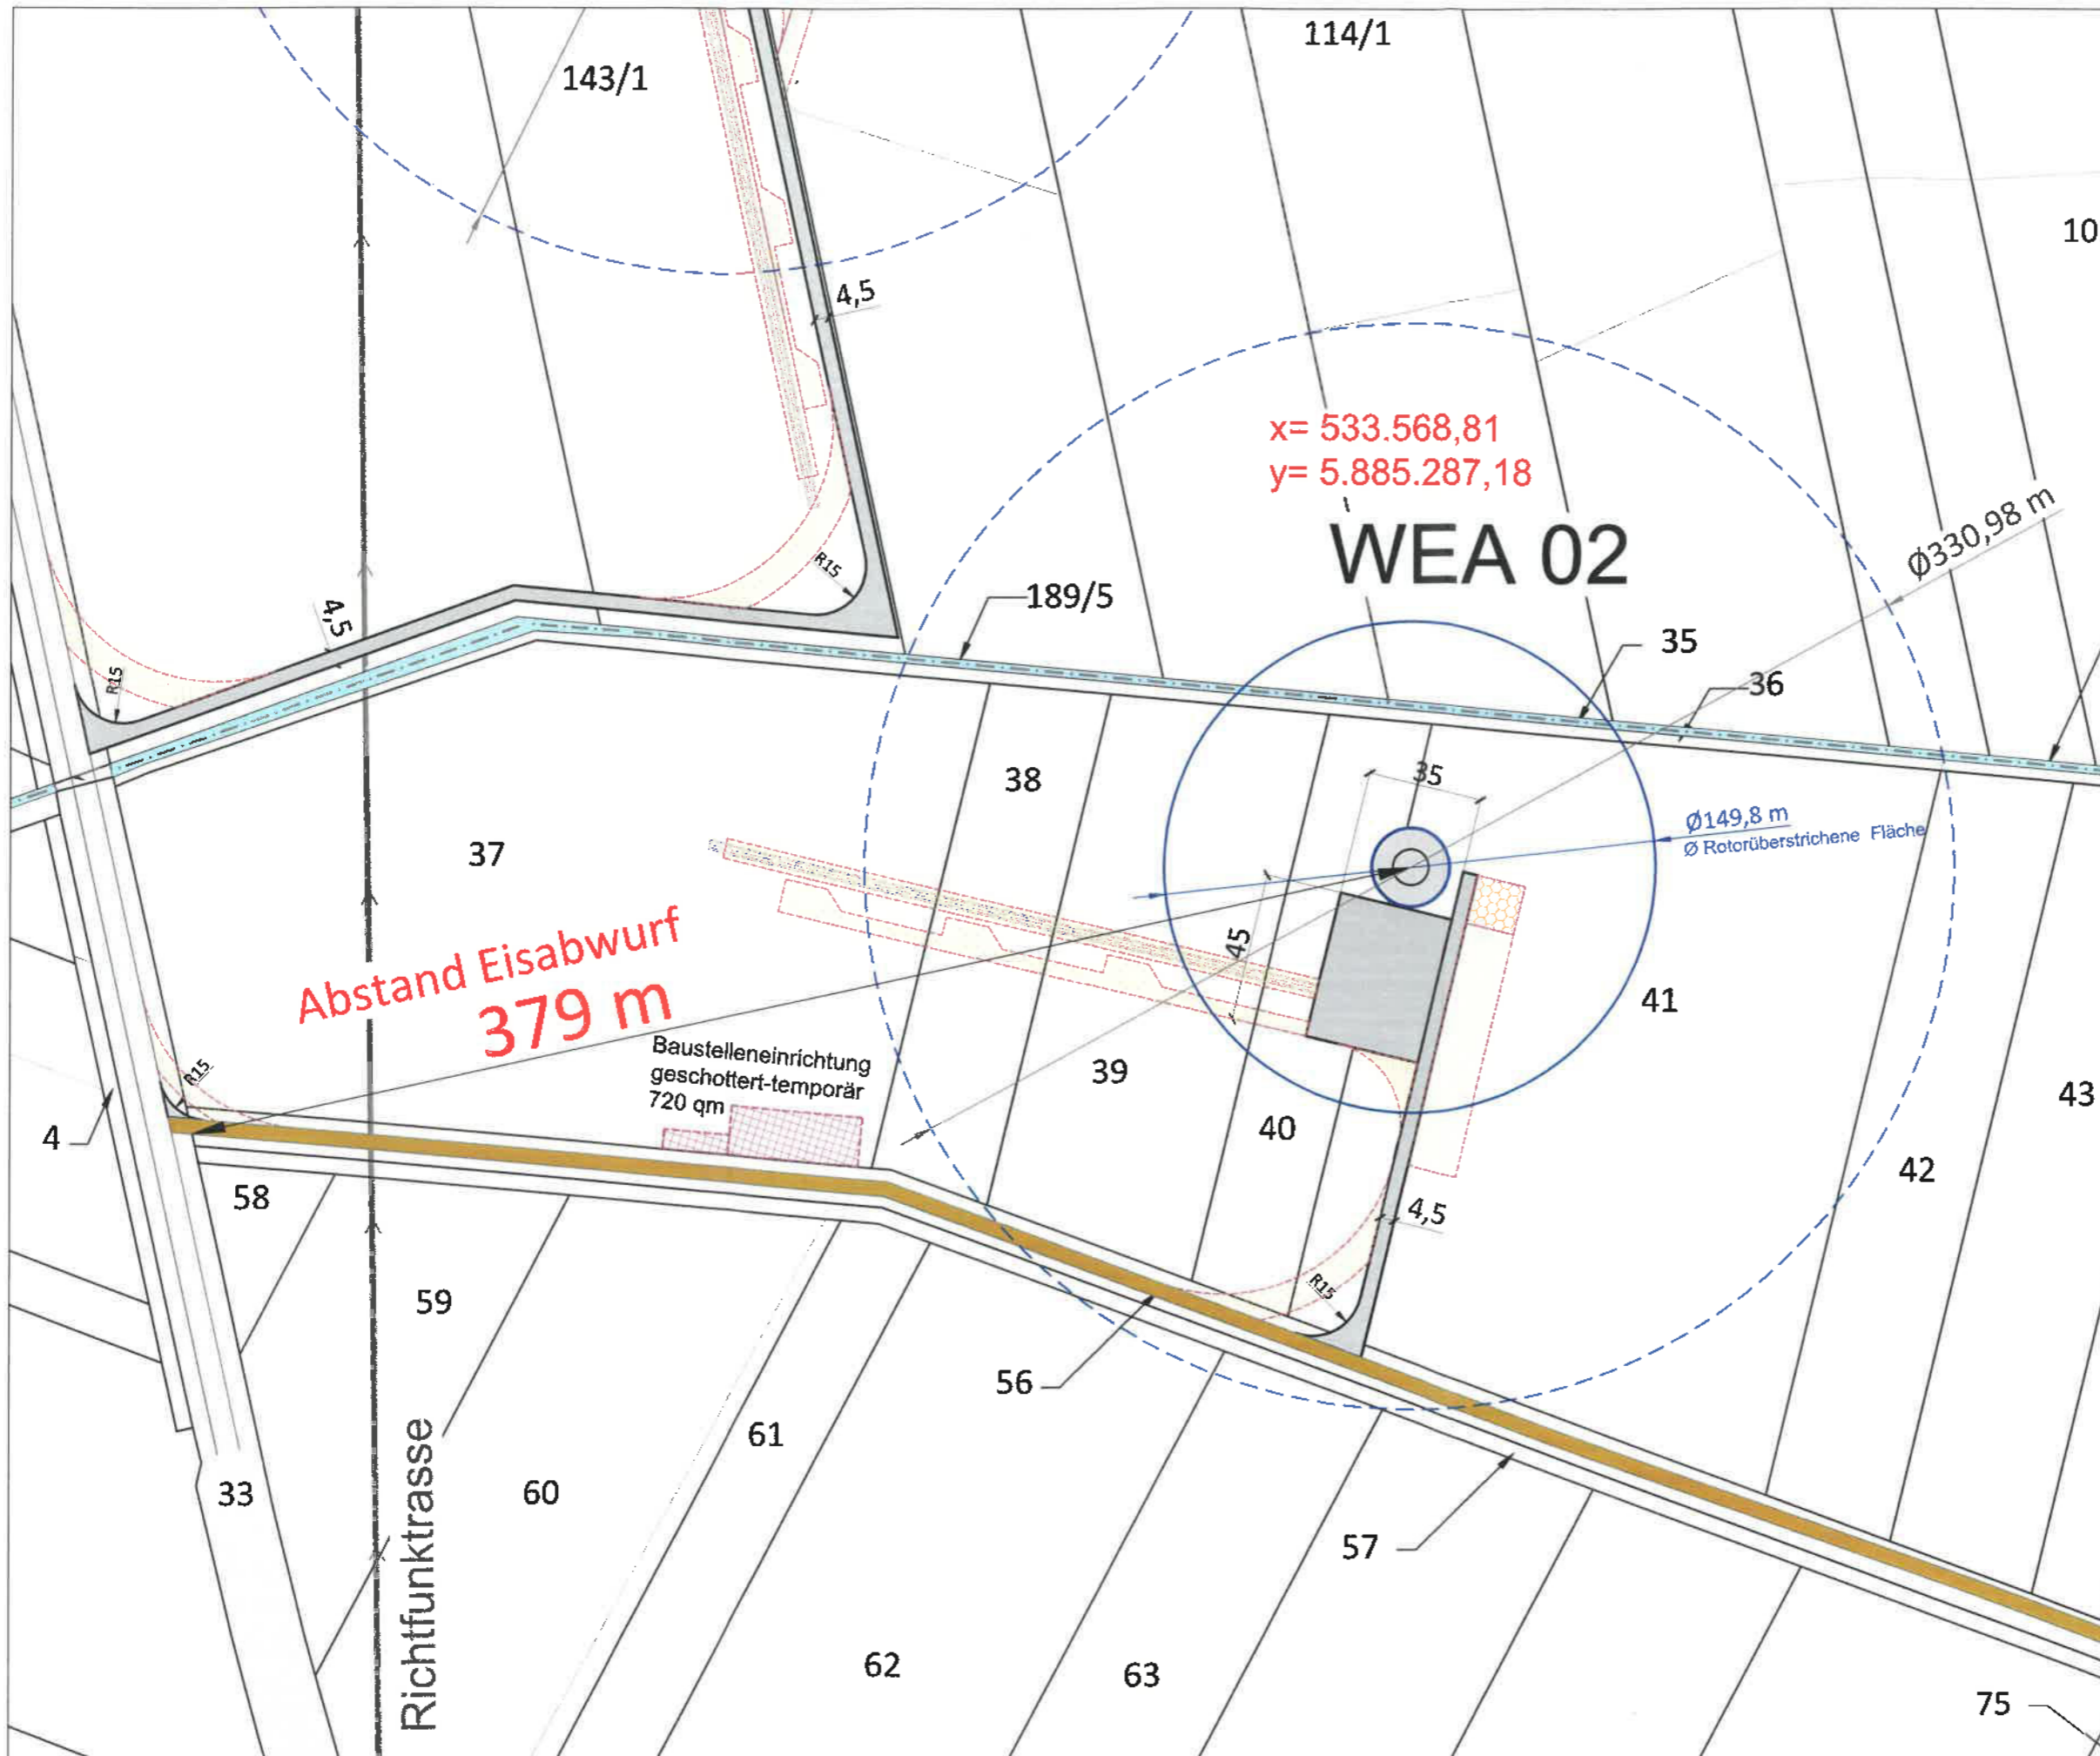 114/1
143/1
10
4,5
x= 533.568,81
y= 5.885.287,18
WEA 02
Ø330,98 m
R15
189/5
4,5
35
R15
36
38
35
Ø149,8 m
Ø Rotorüberstrichene Fläche
37
Abstand Eisabwurf
379 m
45
41
Baustelleneinrichtung
geschottert-temporär
720 qm
R15
39
43
4
40
42
58
4,5
59
R15
56
61
Richtfunktrasse
33
60
57
62
63
75